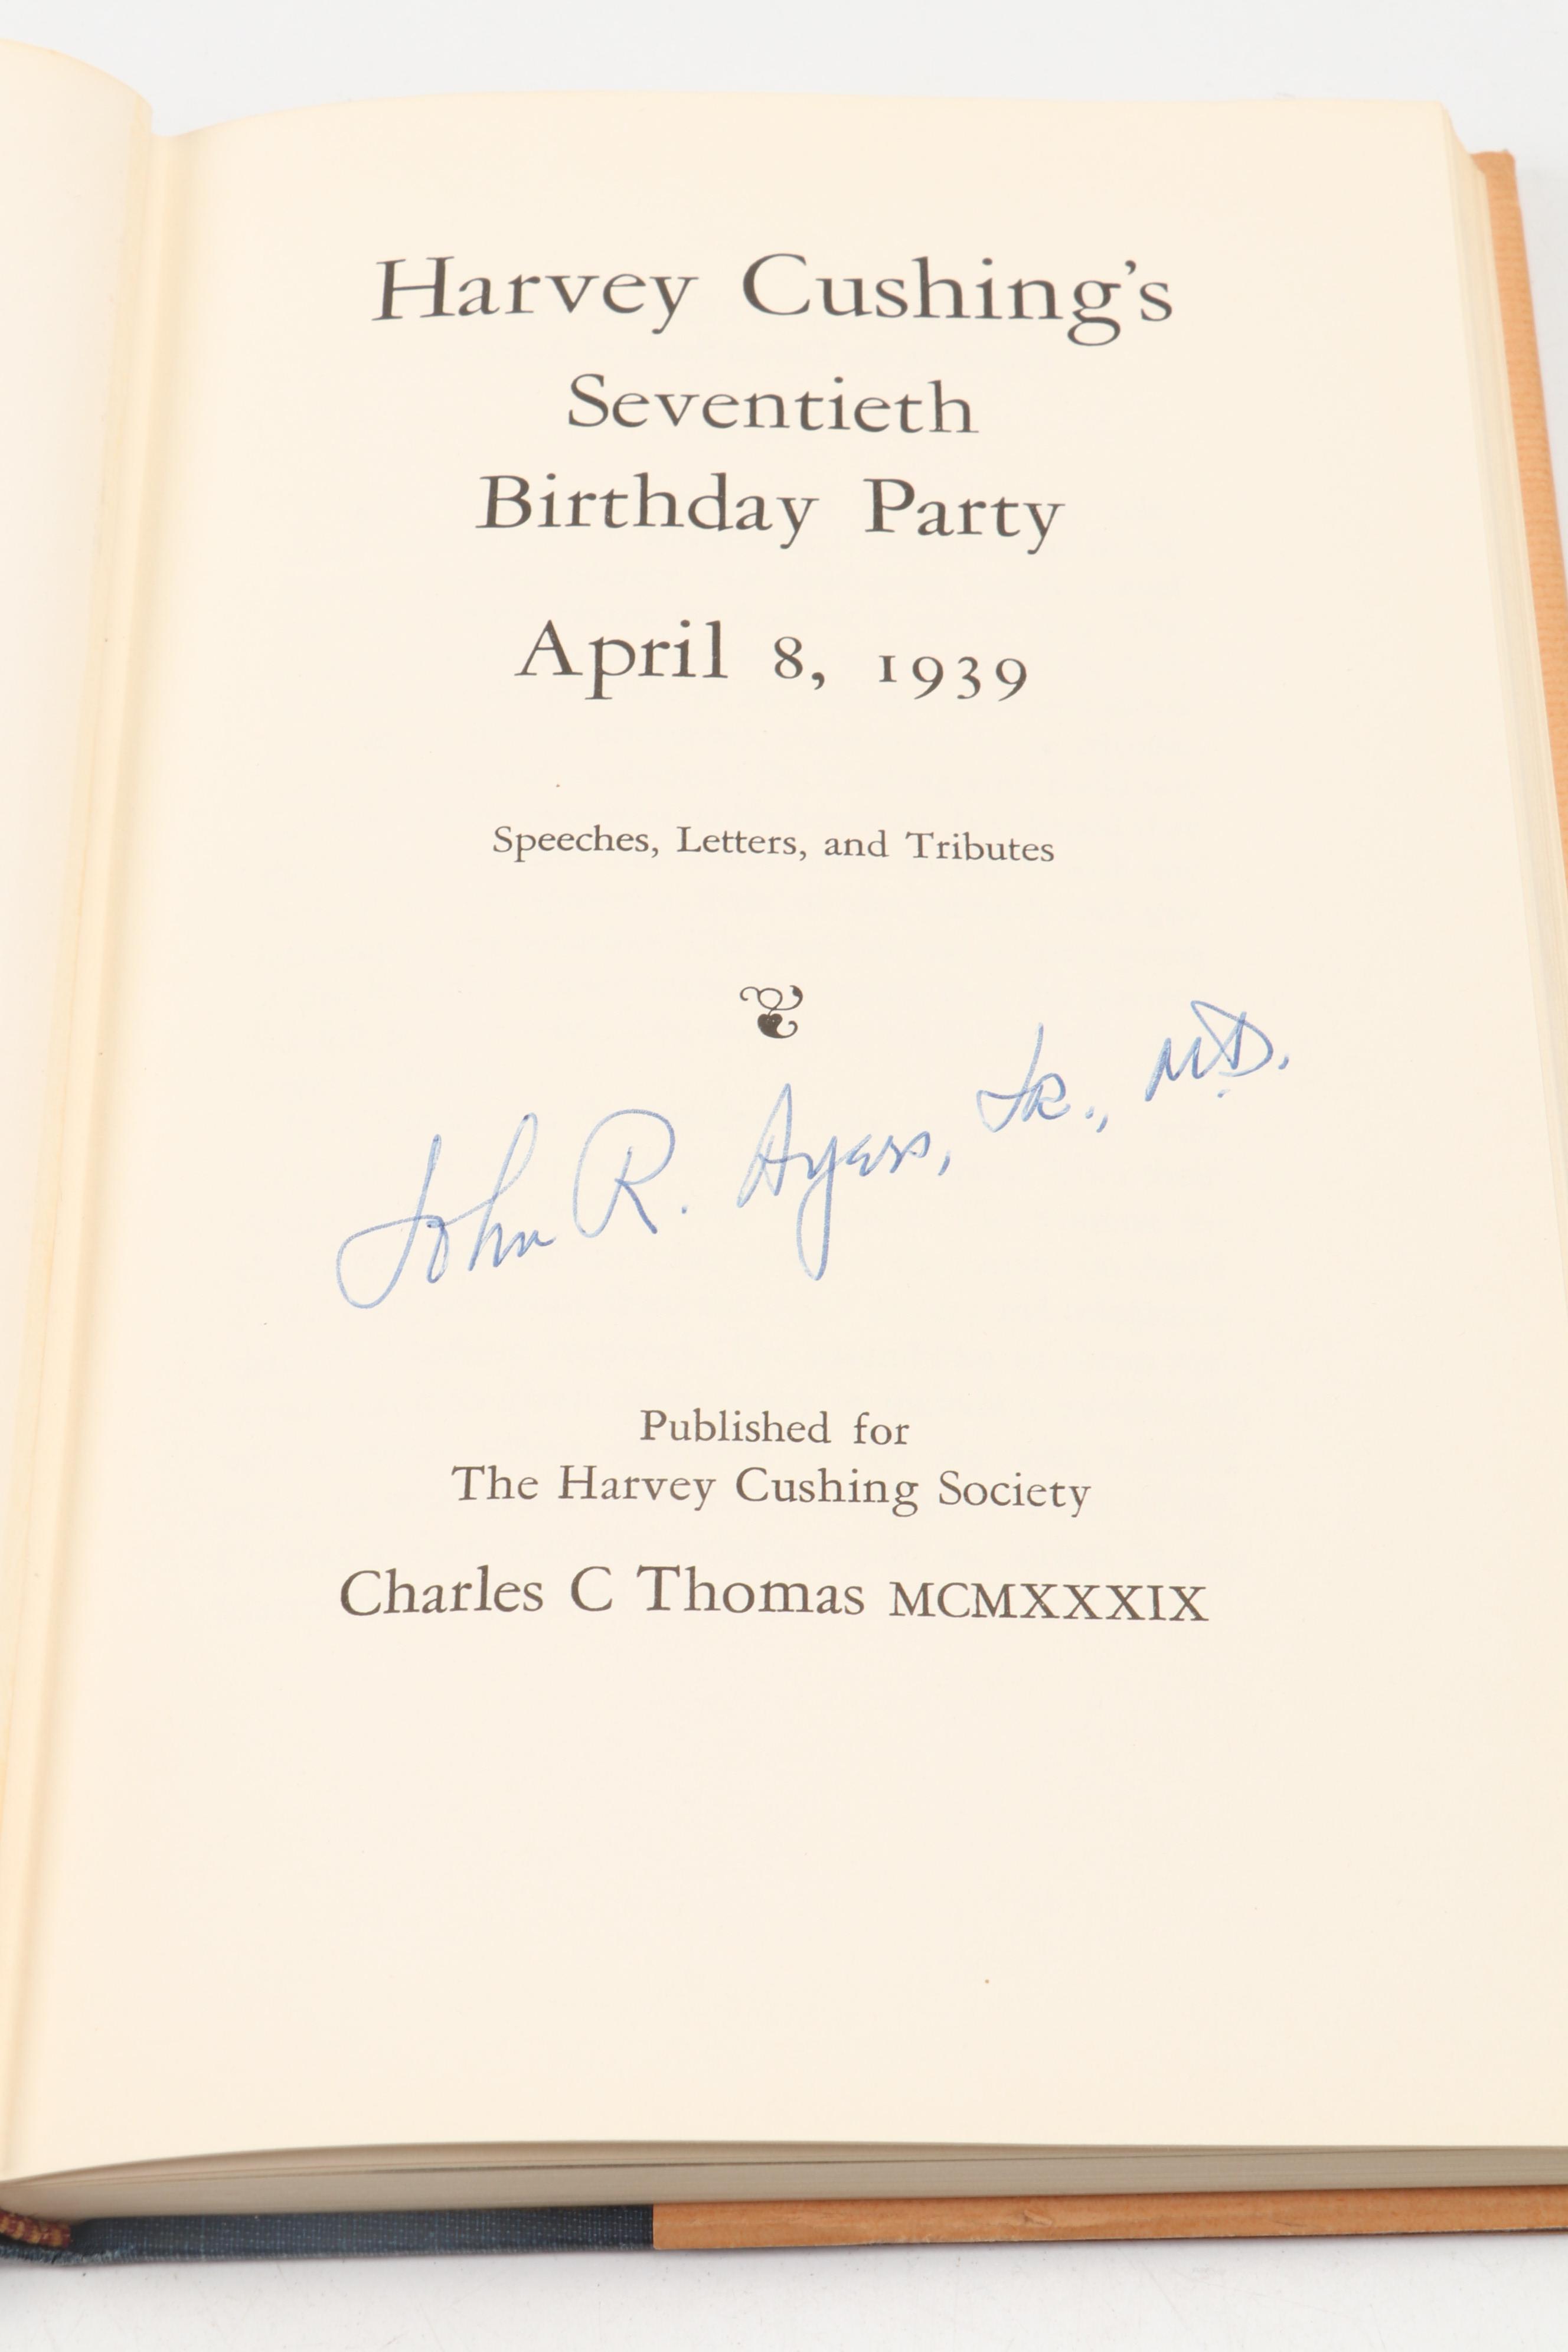 Harvey Cushing's
Seventieth
Birthday Party
April 8, 1939
Speeches, Letters, and Tributes
John R. Ayers, Jr., M.D.
Published for
The Harvey Cushing Society
Charles C Thomas MCMXXXIX